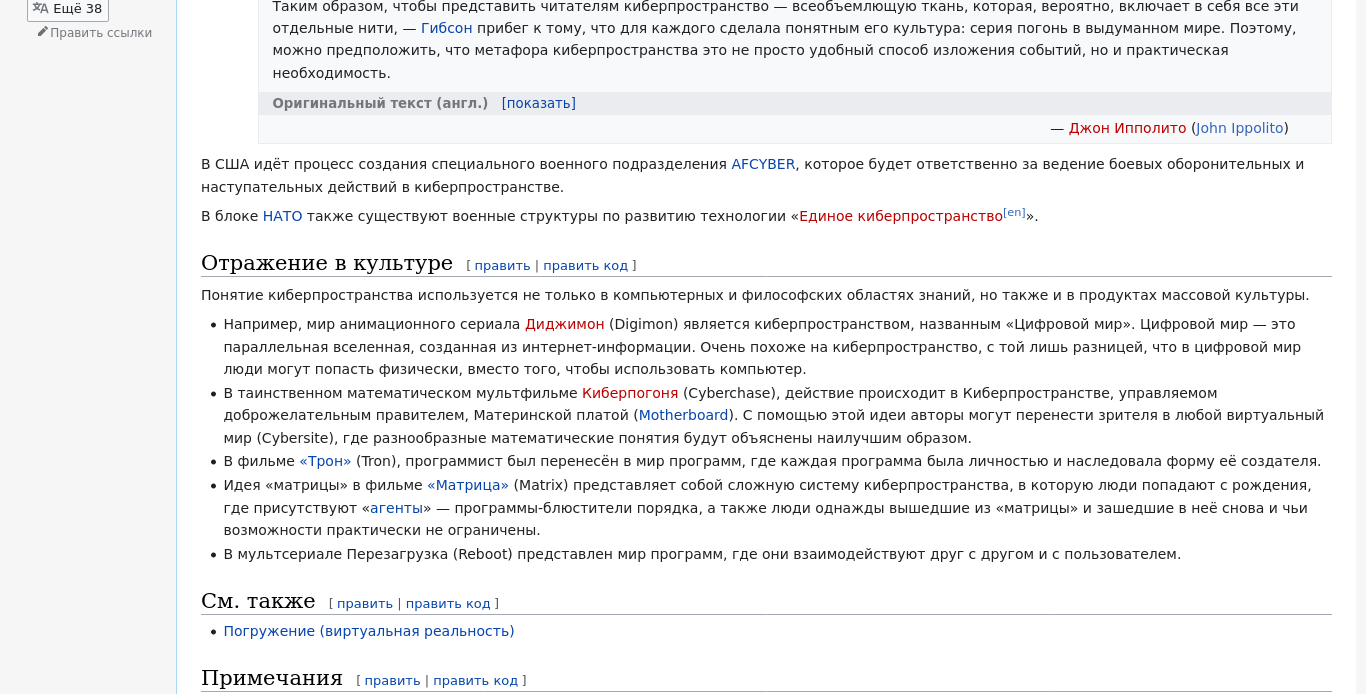 Ещё 38
Править ссылки
Таким образом, чтобы представить читателям киберпространство — всеобъемлющую ткань, которая, вероятно, включает в себя все эти
отдельные нити, — Гибсон прибег к тому, что для каждого сделала понятным его культура: серия погонь в выдуманном мире. Поэтому,
можно предположить, что метафора киберпространства это не просто удобный способ изложения событий, но и практическая
необходимость.
Оригинальный текст (англ.) [показать]
— Джон Ипполито (John Ippolito)
В США идёт процесс создания специального военного подразделения AFCYBER, которое будет ответственно за ведение боевых оборонительных и
наступательных действий в киберпространстве.
В блоке НАТО также существуют военные структуры по развитию технологии «Единое киберпространство[en]».
Отражение в культуре [ править | править код ]
Понятие киберпространства используется не только в компьютерных и философских областях знаний, но также и в продуктах массовой культуры.
• Например, мир анимационного сериала Диджимон (Digimon) является киберпространством, названным «Цифровой мир». Цифровой мир — это
параллельная вселенная, созданная из интернет-информации. Очень похоже на киберпространство, с той лишь разницей, что в цифровой мир
люди могут попасть физически, вместо того, чтобы использовать компьютер.
• В таинственном математическом мультфильме Киберпогоня (Cyberchase), действие происходит в Киберпространстве, управляемом
доброжелательным правителем, Материнской платой (Motherboard). С помощью этой идеи авторы могут перенести зрителя в любой виртуальный
мир (Cybersite), где разнообразные математические понятия будут объяснены наилучшим образом.
• В фильме «Трон» (Tron), программист был перенесён в мир программ, где каждая программа была личностью и наследовала форму её создателя.
• Идея «матрицы» в фильме «Матрица» (Matrix) представляет собой сложную систему киберпространства, в которую люди попадают с рождения,
где присутствуют «агенты» — программы-блюстители порядка, а также люди однажды вышедшие из «матрицы» и зашедшие в неё снова и чьи
возможности практически не ограничены.
• В мультсериале Перезагрузка (Reboot) представлен мир программ, где они взаимодействуют друг с другом и с пользователем.
См. также [ править | править код ]
• Погружение (виртуальная реальность)
Примечания [ править | править код ]